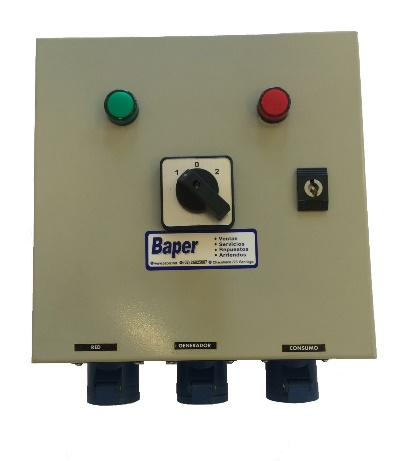 0
1 2
Baper
• Ventas
• Servicios
• Repuestos
• Arriendos
RED GENERADOR CONSUMO